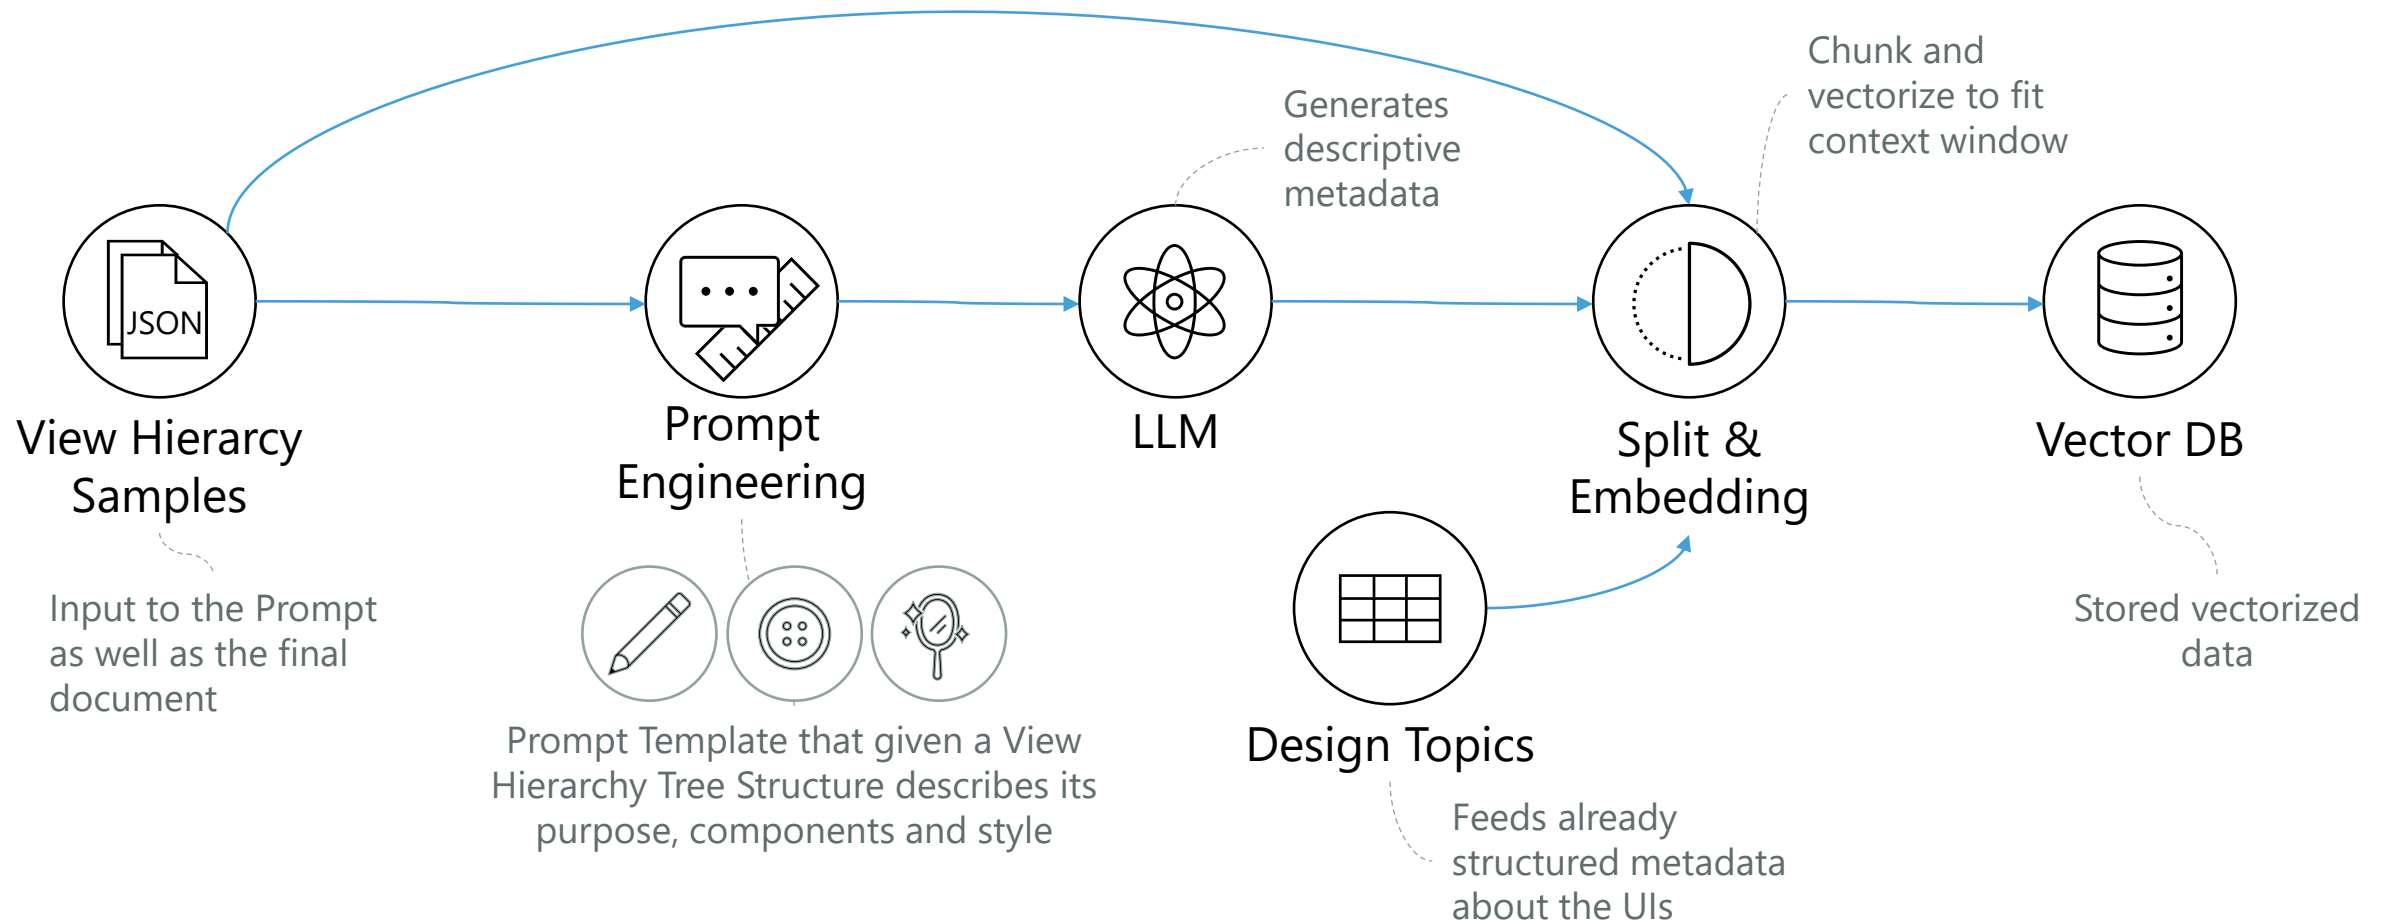 JSON
View Hierarcy
Samples
Input to the Prompt
as well as the final
document
Prompt
Engineering
Prompt Template that given a View
Hierarchy Tree Structure describes its
purpose, components and style
Generates
descriptive
metadata
LLM
Chunk and
vectorize to fit
context window
Split &
Embedding
Design Topics
Feeds already
structured metadata
about the UIs
Vector DB
Stored vectorized
data